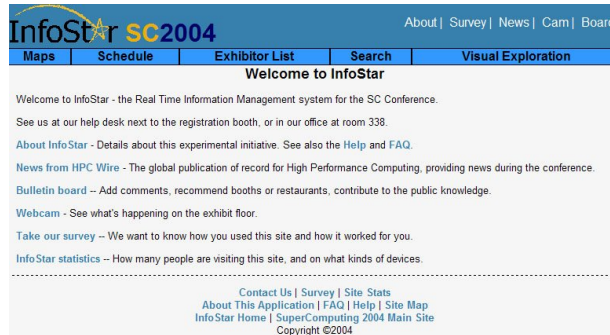 InfoStar SC2004
About | Survey | News | Cam | Board
Maps Schedule Exhibitor List Search Visual Exploration
Welcome to InfoStar
Welcome to InfoStar - the Real Time Information Management system for the SC Conference.
See us at our help desk next to the registration booth, or in our office at room 338.
About InfoStar - Details about this experimental initiative. See also the Help and FAQ.
News from HPC Wire - The global publication of record for High Performance Computing, providing news during the conference.
Bulletin board -- Add comments, recommend booths or restaurants, contribute to the public knowledge.
Webcam - See what's happening on the exhibit floor.
Take our survey -- We want to know how you used this site and how it worked for you.
InfoStar statistics -- How many people are visiting this site, and on what kinds of devices.
Contact Us | Survey | Site Stats
About This Application | FAQ | Help | Site Map
InfoStar Home | SuperComputing 2004 Main Site
Copyright ©2004